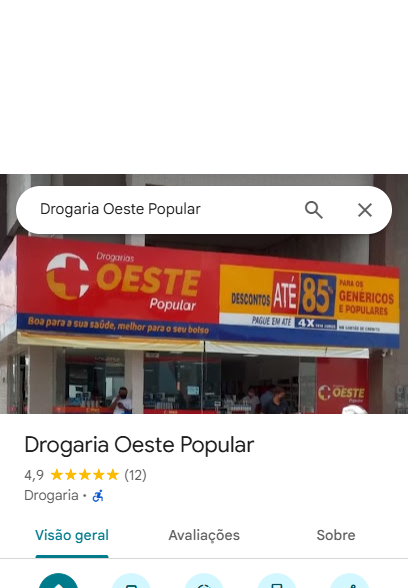 Drogaria Oeste Popular
Drogarias
OESTE
Popular
Boa para a sua saúde, melhor para o seu bolso
DESCONTOS ATÉ 85% PARA OS GENÉRICOS E POPULARES
PAGUE EM ATÉ 4X SEM JUROS NO CARTÃO DE CRÉDITO
OESTE
Drogaria Oeste Popular
4,9 (12)
Drogaria ·
Visão geral Avaliações Sobre